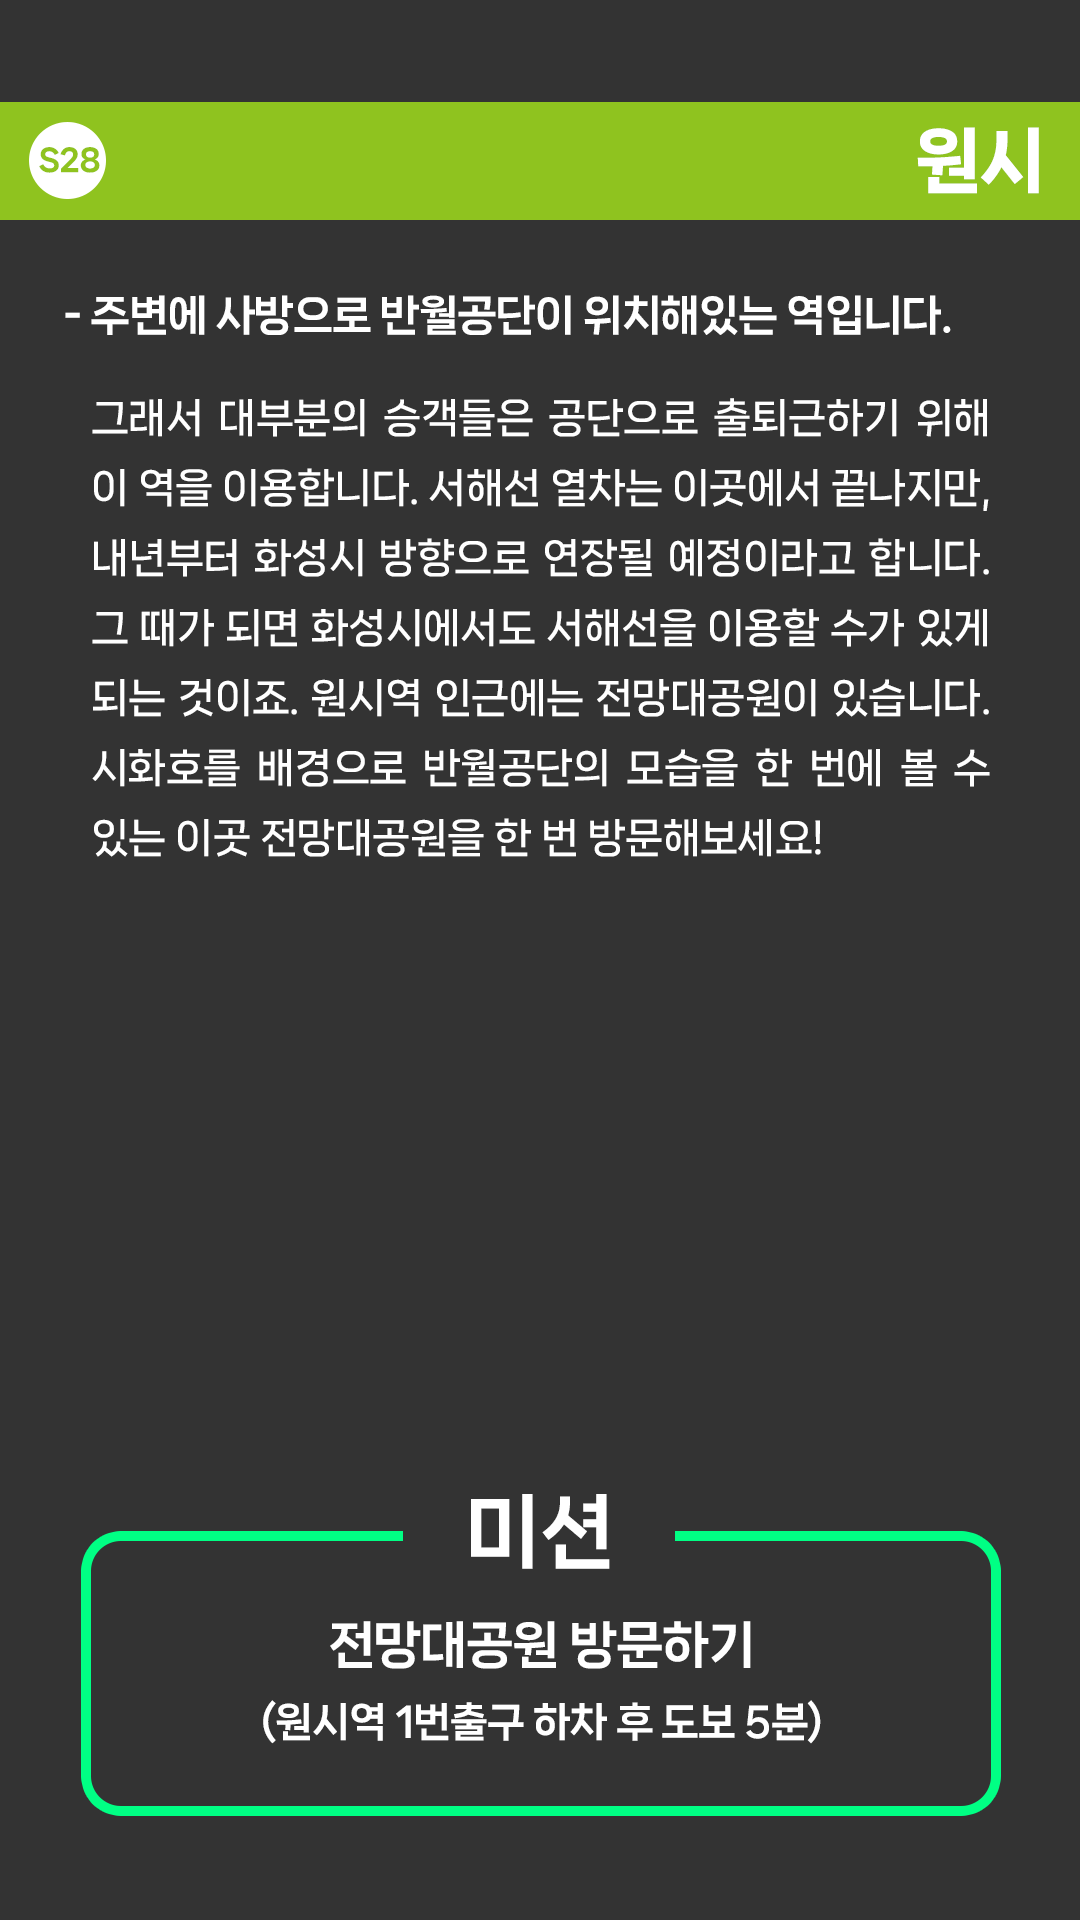 S28
원시
- 주변에 사방으로 반월공단이 위치해있는 역입니다.
그래서 대부분의 승객들은 공단으로 출퇴근하기 위해
이 역을 이용합니다. 서해선 열차는 이곳에서 끝나지만,
내년부터 화성시 방향으로 연장될 예정이라고 합니다.
그 때가 되면 화성시에서도 서해선을 이용할 수가 있게
되는 것이죠. 원시역 인근에는 전망대공원이 있습니다.
시화호를 배경으로 반월공단의 모습을 한 번에 볼 수
있는 이곳 전망대공원을 한 번 방문해보세요!
미션
전망대공원 방문하기
(원시역 1번출구 하차 후 도보 5분)